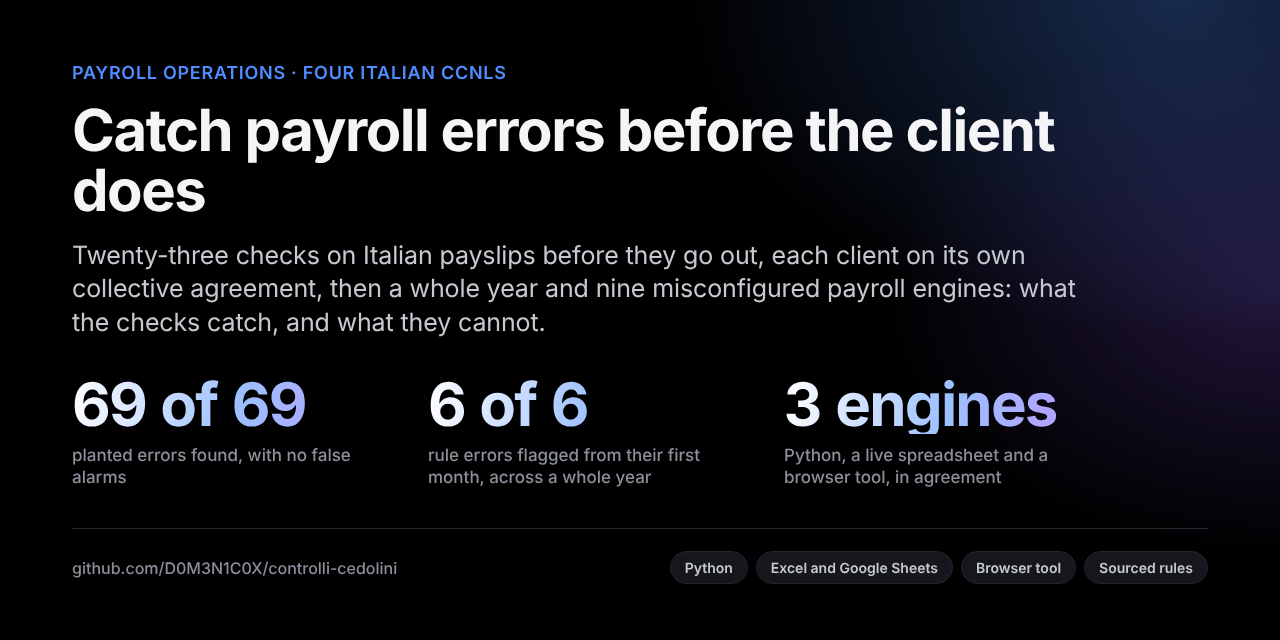 PAYROLL OPERATIONS · FOUR ITALIAN CCNLS
Catch payroll errors before the client
does
Twenty-three checks on Italian payslips before they go out, each client on its own
collective agreement, then a whole year and nine misconfigured payroll engines: what
the checks catch, and what they cannot.
69 of 69
6 of 6
3 engines
planted errors found, with no false
alarms
rule errors flagged from their first
month, across a whole year
Python, a live spreadsheet and a
browser tool, in agreement
github.com/D0M3N1C0X/controlli-cedolini
Python
Excel and Google Sheets
Browser tool
Sourced rules